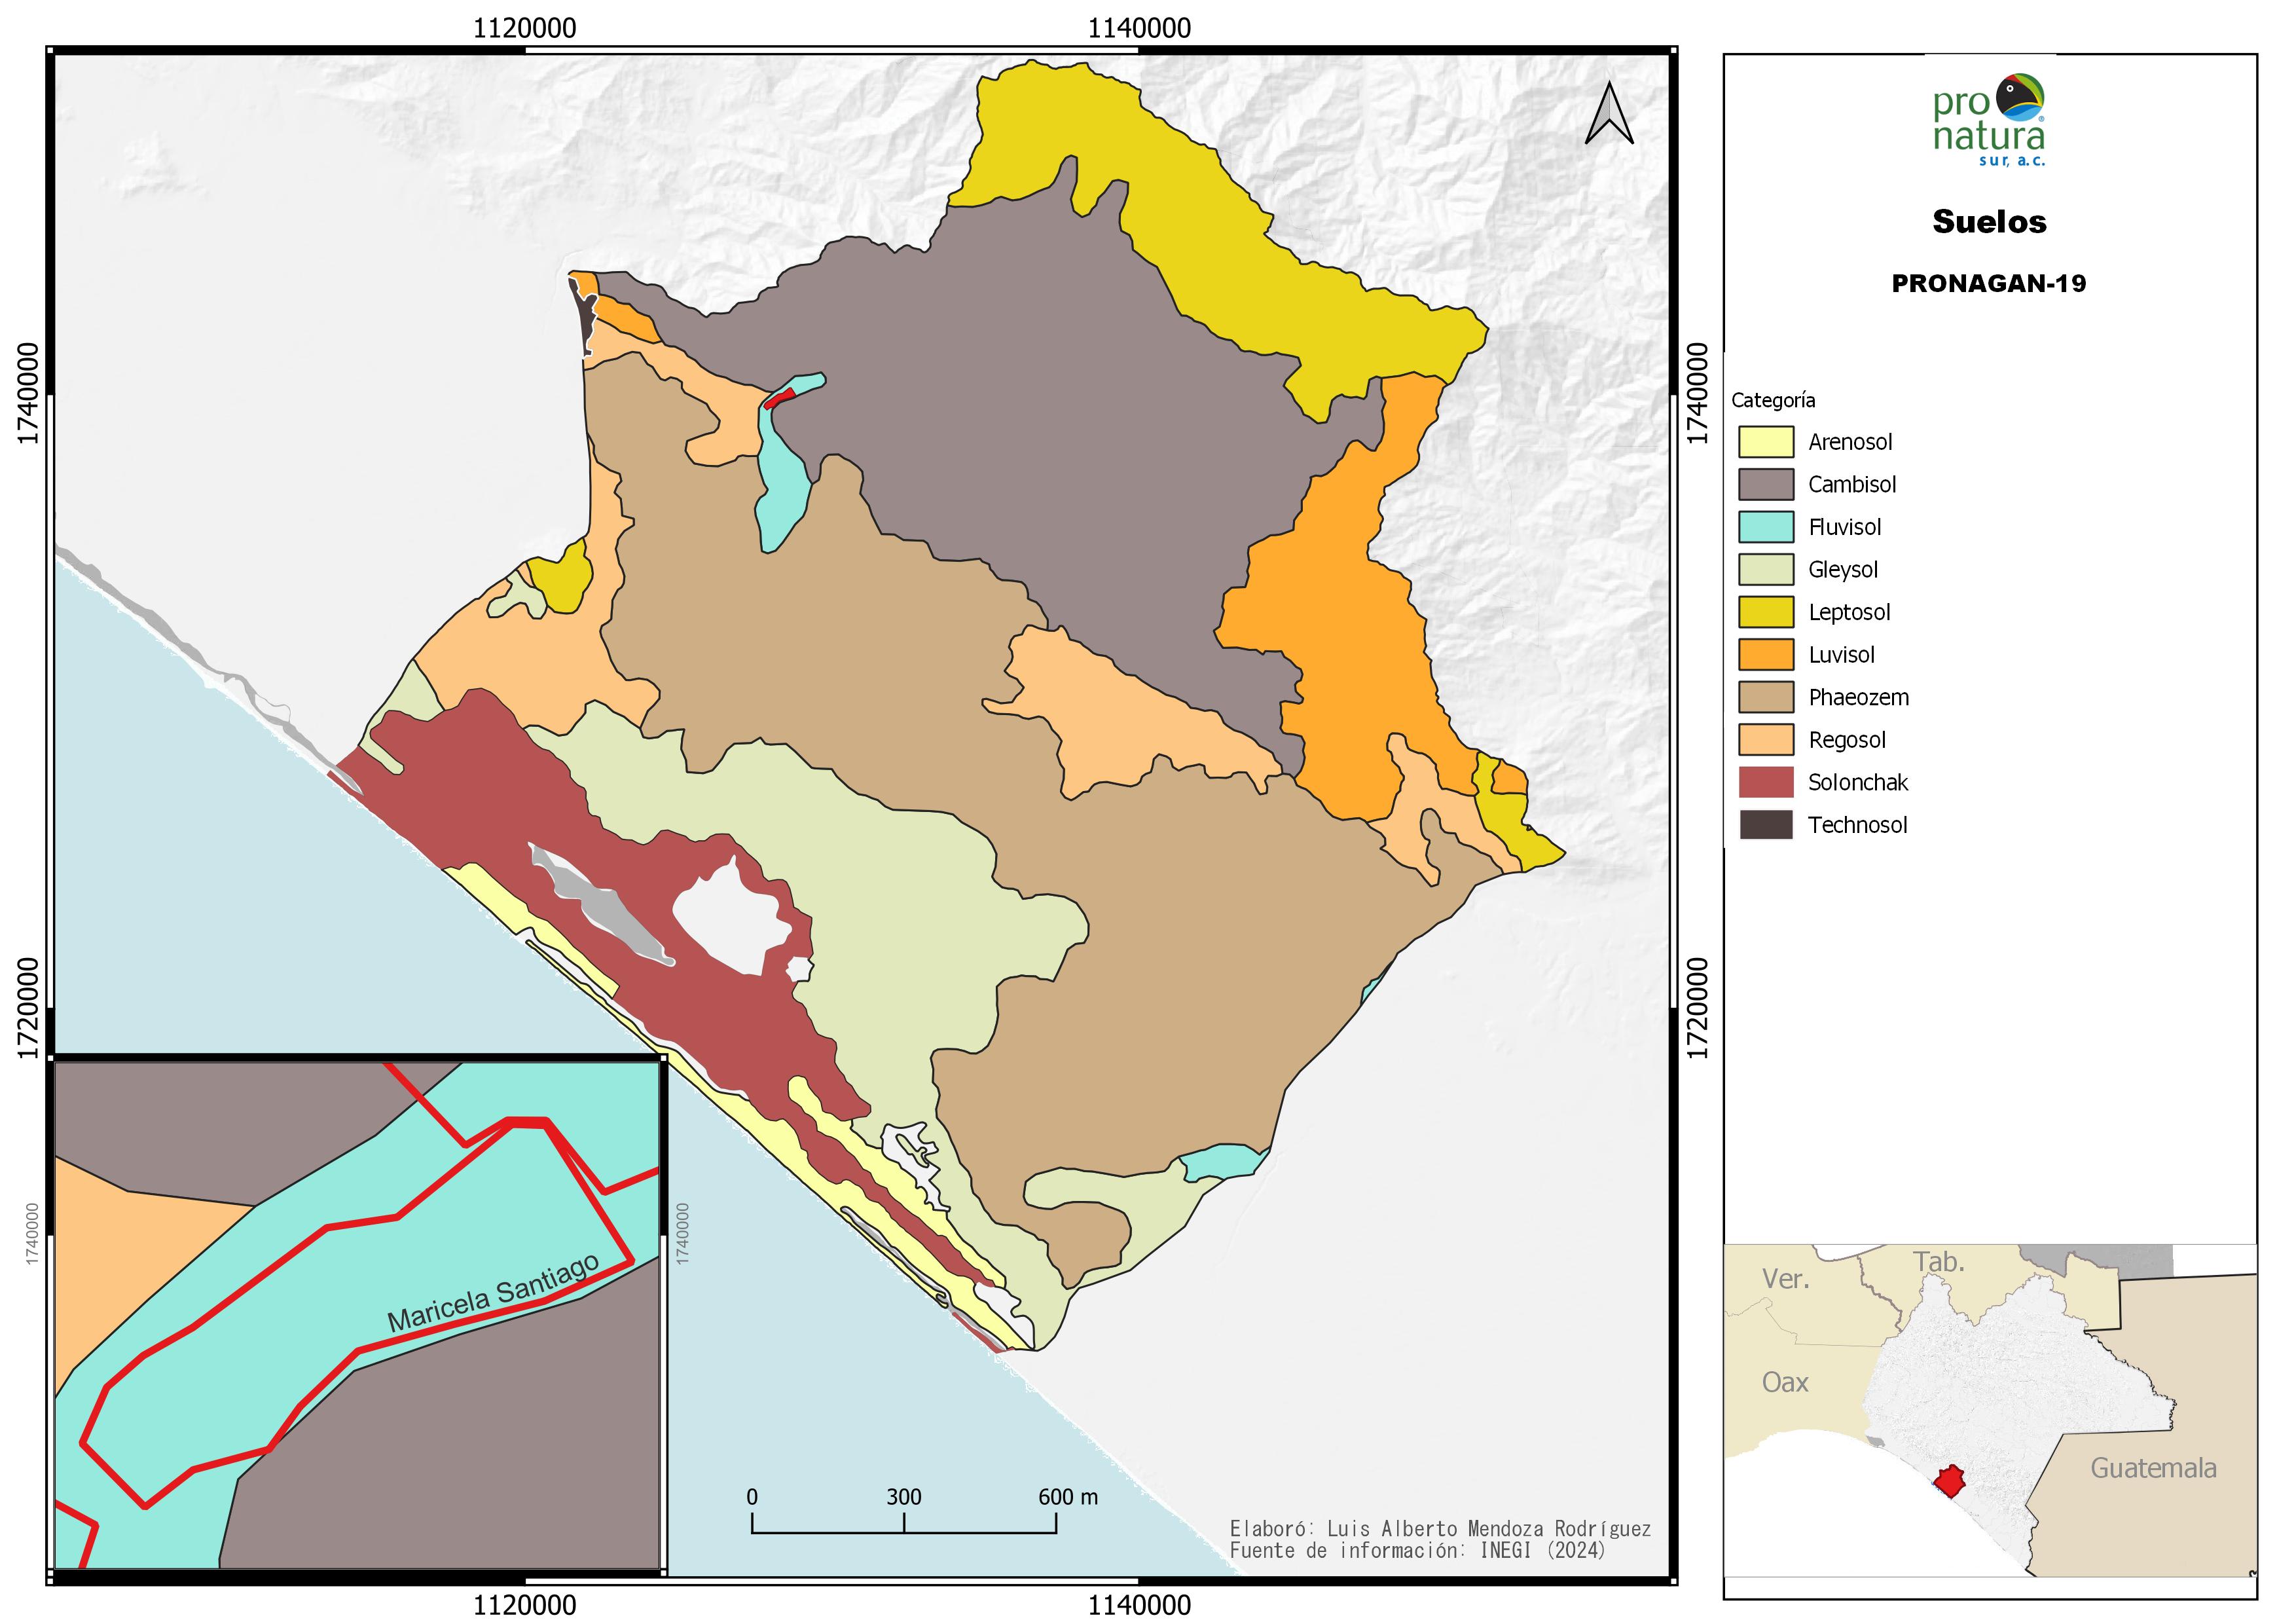 1120000
1140000
1740000
1740000
1720000
1720000
1740000
1740000
Maricela Santiago
0
300
600 m
Elaboró: Luis Alberto Mendoza Rodríguez
Fuente de información: INEGI (2024)
1120000
1140000
pro
natura
sur, a.c.
Suelos
PRONAGAN-19
Categoría
Arenosol
Cambisol
Fluvisol
Gleysol
Leptosol
Luvisol
Phaeozem
Regosol
Solonchak
Technosol
Ver.
Tab.
Oax
Guatemala